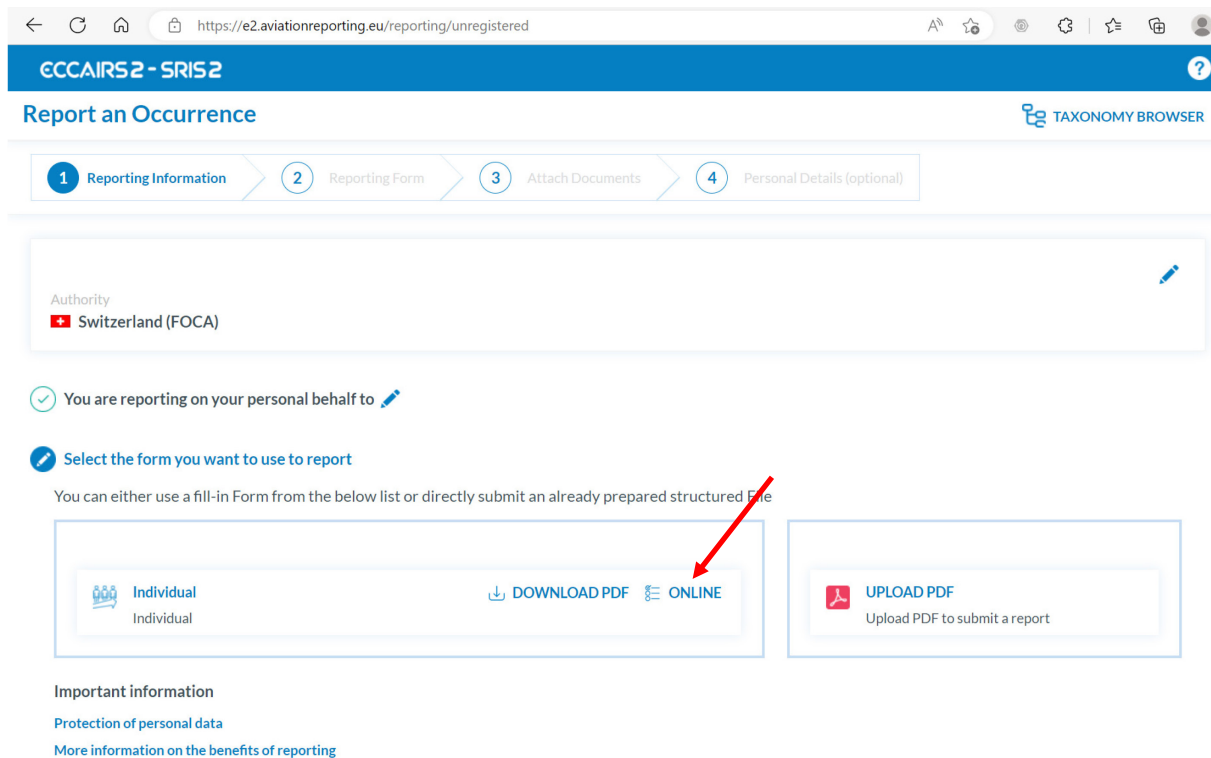 https://e2.aviationreporting.eu/reporting/unregistered
ECCAIRS2-SRIS2
?
Report an Occurrence
TAXONOMY BROWSER
1 Reporting Information 2 Reporting Form 3 Attach Documents 4 Personal Details (optional)
Authority
Switzerland (FOCA)
You are reporting on your personal behalf to
Select the form you want to use to report
You can either use a fill-in Form from the below list or directly submit an already prepared structured File
Individual DOWNLOAD PDF ONLINE
Individual
UPLOAD PDF
Upload PDF to submit a report
Important information
Protection of personal data
More information on the benefits of reporting